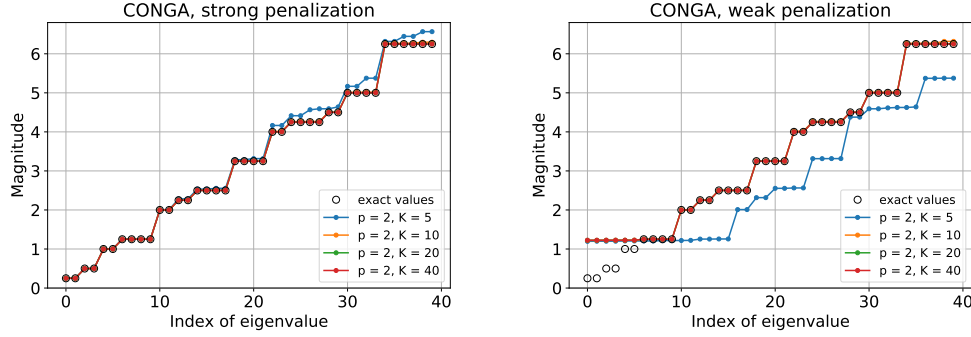 CONGA, strong penalization
Magnitude
6
5
4
3
2
1
0
0
10
20
30
40
Index of eigenvalue
exact values
p = 2, K = 5
p = 2, K = 10
p = 2, K = 20
p = 2, K = 40
CONGA, weak penalization
Magnitude
6
5
4
3
2
1
0
0
10
20
30
40
Index of eigenvalue
exact values
p = 2, K = 5
p = 2, K = 10
p = 2, K = 20
p = 2, K = 40